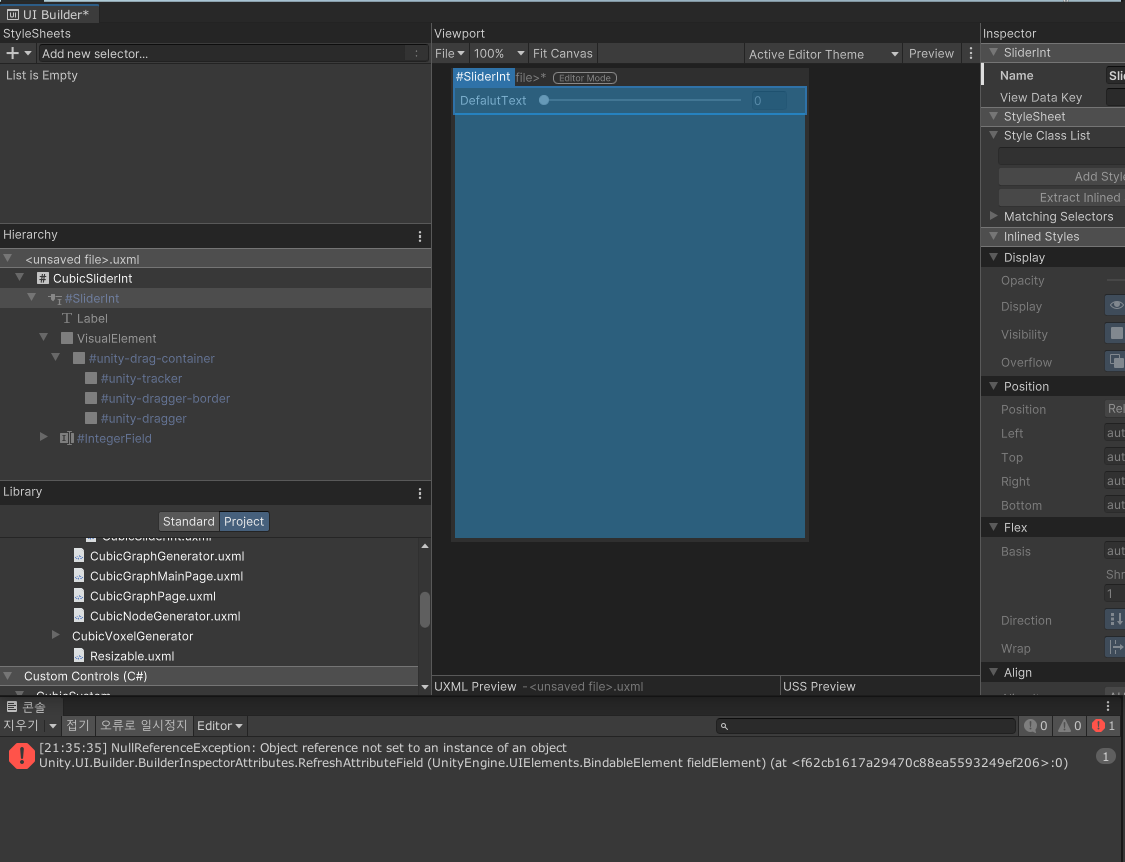 UI Builder*
StyleSheets
Add new selector...
List is Empty
Hierarchy
<unsaved file>.uxml
CubicSliderInt
#SliderInt
Label
VisualElement
#unity-drag-container
#unity-tracker
#unity-dragger-border
#unity-dragger
#IntegerField
Library
Standard Project
CubicSliderInt.uxml
CubicGraphGenerator.uxml
CubicGraphMainPage.uxml
CubicGraphPage.uxml
CubicNodeGenerator.uxml
CubicVoxelGenerator
Resizable.uxml
Custom Controls (C#)
CubicSystem
Viewport
File 100% Fit Canvas Active Editor Theme Preview
#SliderInt file>* Editor Mode
DefalutText 0
UXML Preview - <unsaved file>.uxml
USS Preview
Inspector
SliderInt
Name Sli
View Data Key
StyleSheet
Style Class List
Add Style
Extract Inlined
Matching Selectors
Inlined Styles
Display
Opacity
Display
Visibility
Overflow
Position
Position Rel
Left aut
Top aut
Right aut
Bottom aut
Flex
Basis aut
Shr
1
Direction
Wrap
Align
콘솔
지우기 접기 오류로 일시정지 Editor 0 0 1
[21:35:35] NullReferenceException: Object reference not set to an instance of an object
Unity.UI.Builder.BuilderInspectorAttributes.RefreshAttributeField (UnityEngine.UIElements.BindableElement fieldElement) (at <f62cb1617a29470c88ea5593249ef206>:0) 1